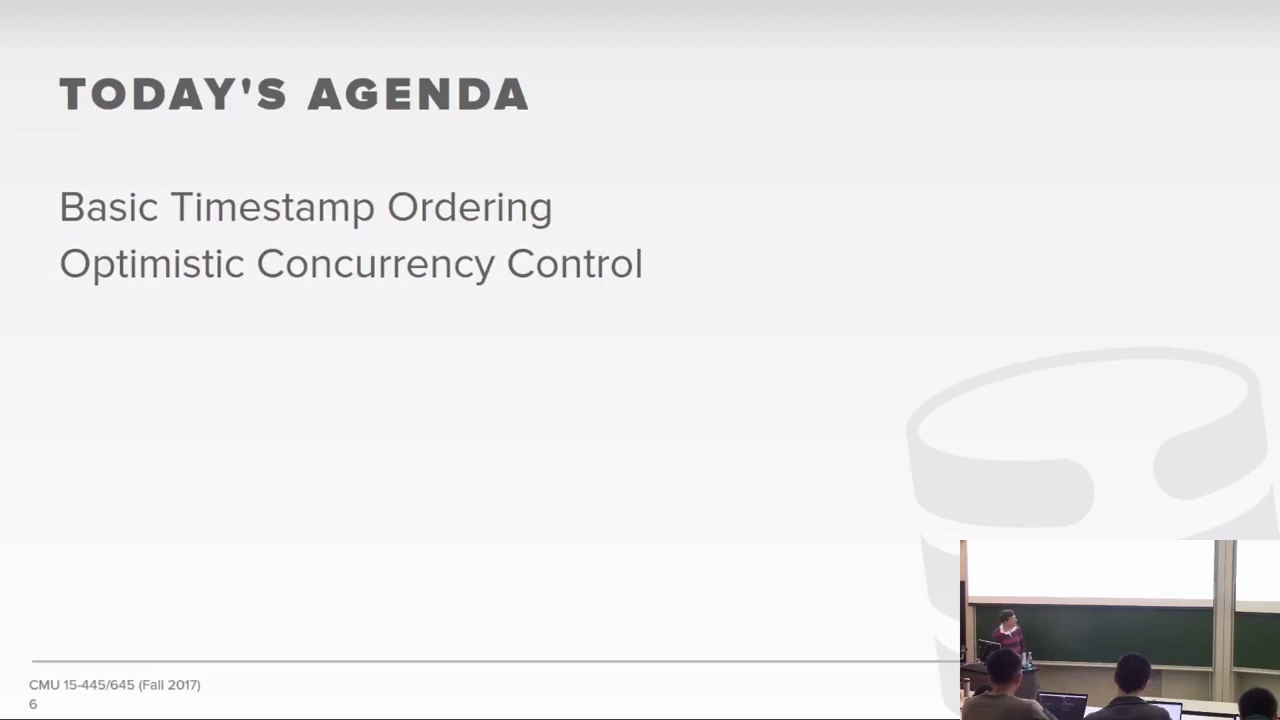 TODAY'S AGENDA
Basic Timestamp Ordering
Optimistic Concurrency Control
CMU 15-445/645 (Fall 2017)
6